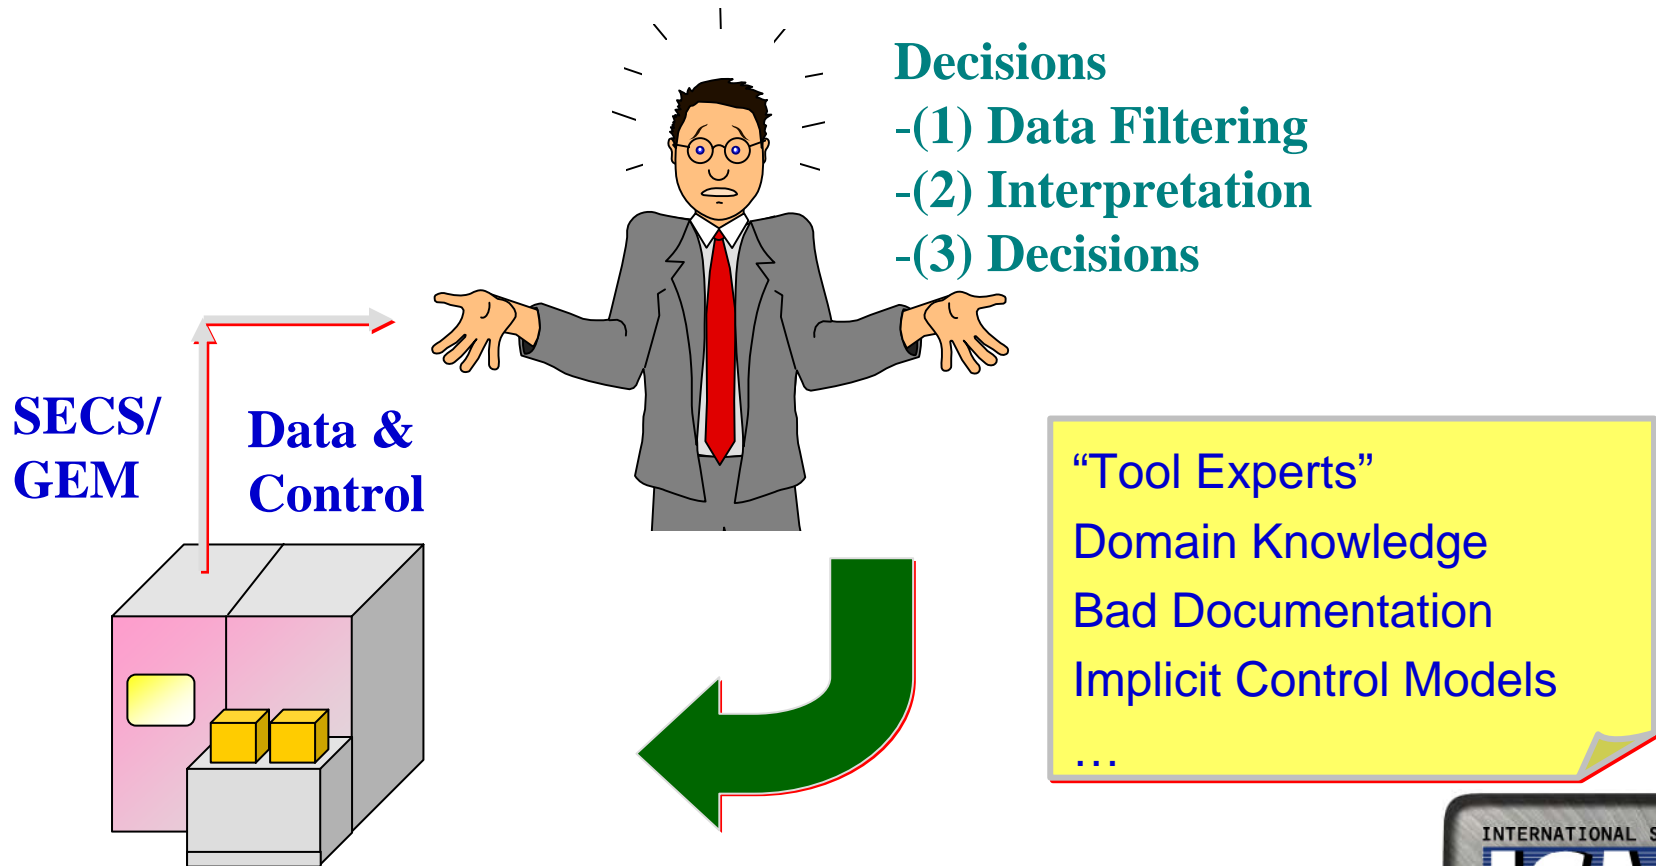 Decisions
-(1) Data Filtering
-(2) Interpretation
-(3) Decisions
SECS/
GEM
Data &
Control
“Tool Experts”
Domain Knowledge
Bad Documentation
Implicit Control Models
…
INTERNATIONAL